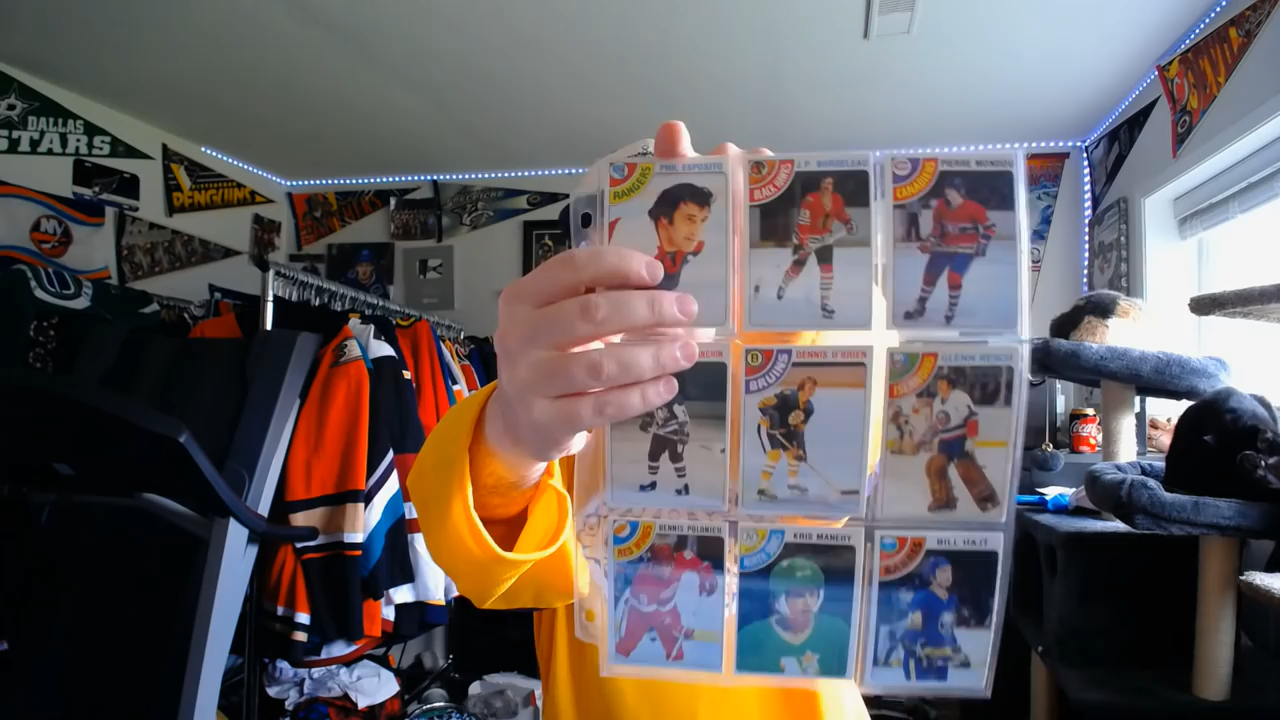 DALLAS
STARS
PENGUINS
NY
RANGERS
PHIL ESPOSITO
BLACK HAWKS
J.P. BORDELEAU
CANADIENS
PIERRE MONDOU
BRUINS
DENNIS O'BRIEN
ISLANDERS
GLENN RESCH
RED WINGS
DENNIS POLONICH
KRIS MANERY
SABRES
BILL HAJT
Coca